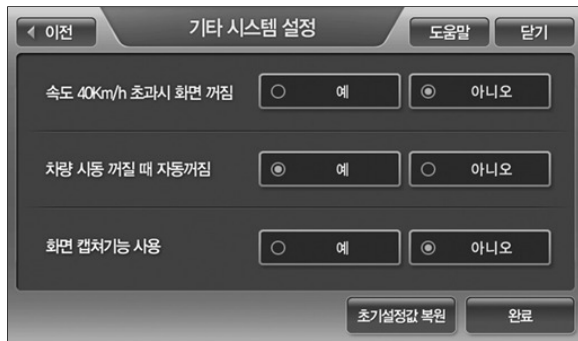 이전 기타 시스템 설정 도움말 닫기
속도 40Km/h 초과시 화면 꺼짐 예 아니오
차량 시동 꺼질 때 자동꺼짐 예 아니오
화면 캡쳐기능 사용 예 아니오
초기설정값 복원 완료